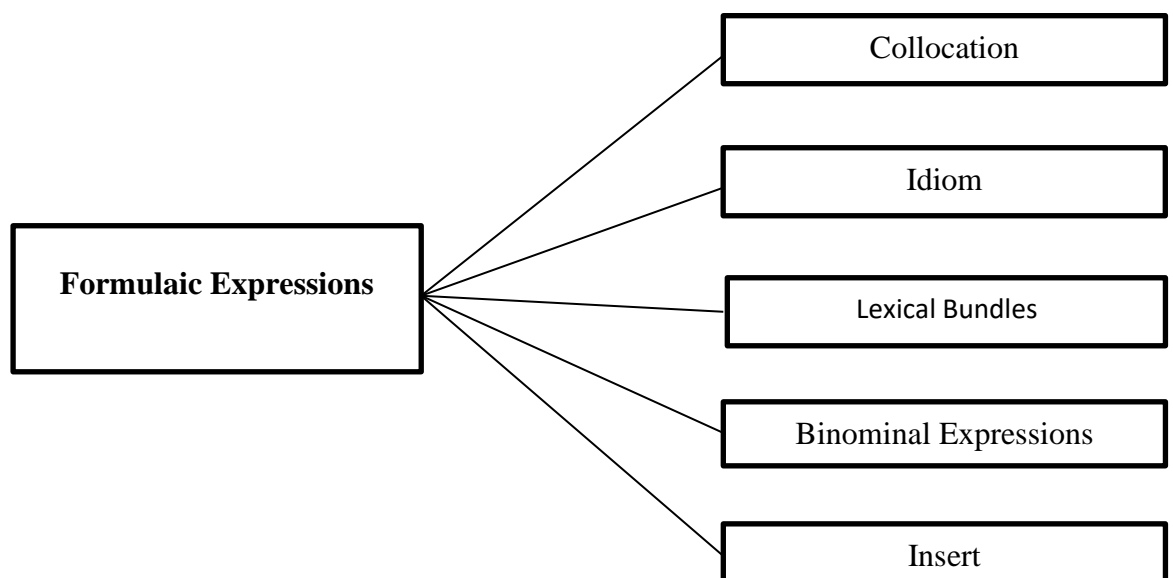 Collocation
Idiom
Formulaic Expressions
Lexical Bundles
Binominal Expressions
Insert